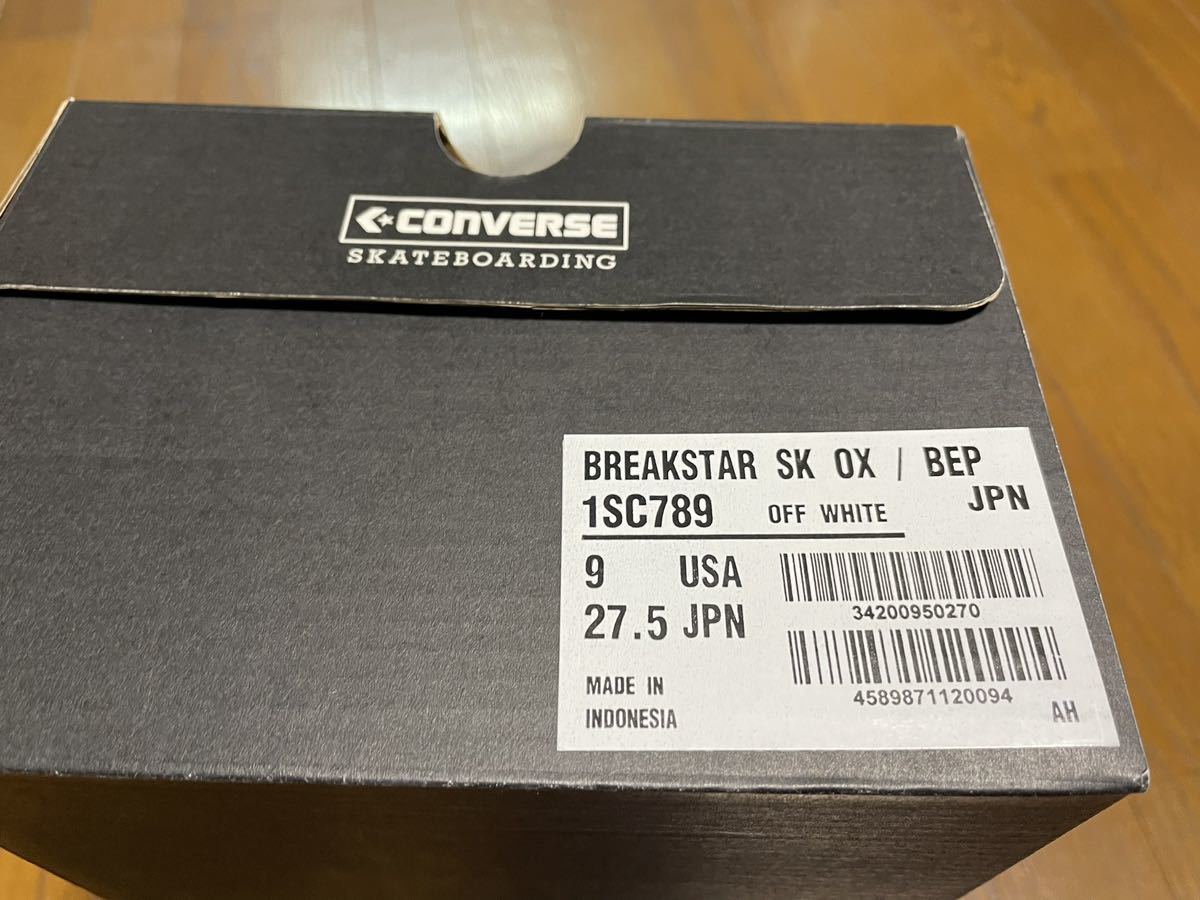 CONVERSE
SKATEBOARDING
BREAKSTAR SK OX / BEP
1SC789 OFF WHITE JPN
9 USA
27.5 JPN
34200950270
4589871120094
MADE IN
INDONESIA
AH